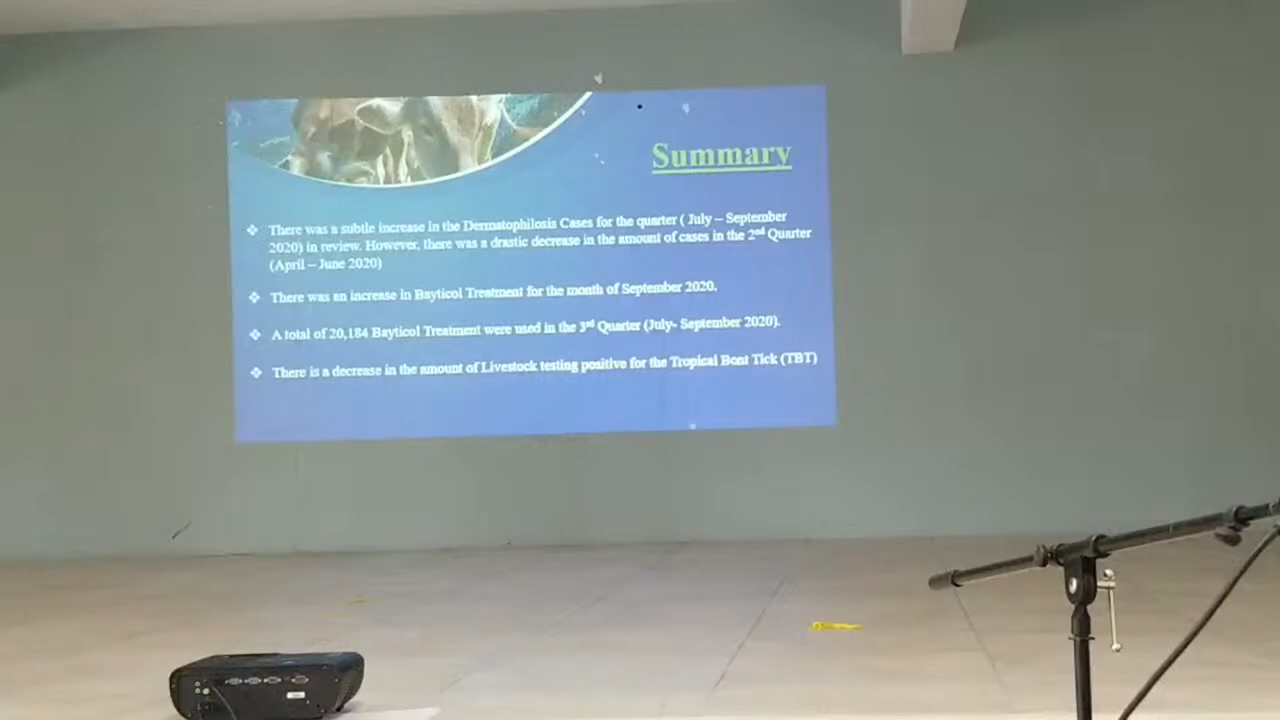 Summary
❖ There was a subtle increase in the Dermatophilosis Cases for the quarter ( July – September
2020) in review. However, there was a drastic decrease in the amount of cases in the 2nd Quarter
(April – June 2020)
❖ There was an increase in Bayticol Treatment for the month of September 2020.
❖ A total of 20,184 Bayticol Treatment were used in the 3rd Quarter (July- September 2020).
❖ There is a decrease in the amount of Livestock testing positive for the Tropical Bont Tick (TBT)